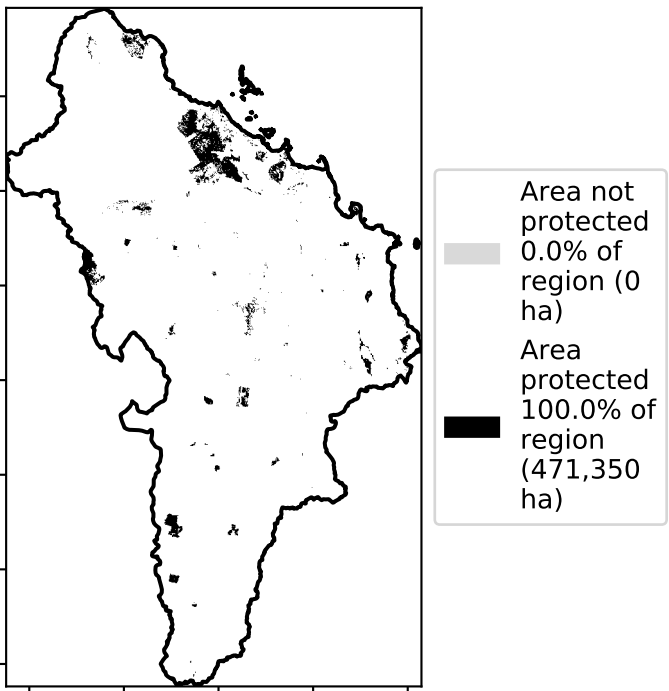 Area not
protected
0.0% of
region (0
ha)
Area
protected
100.0% of
region
(471,350
ha)